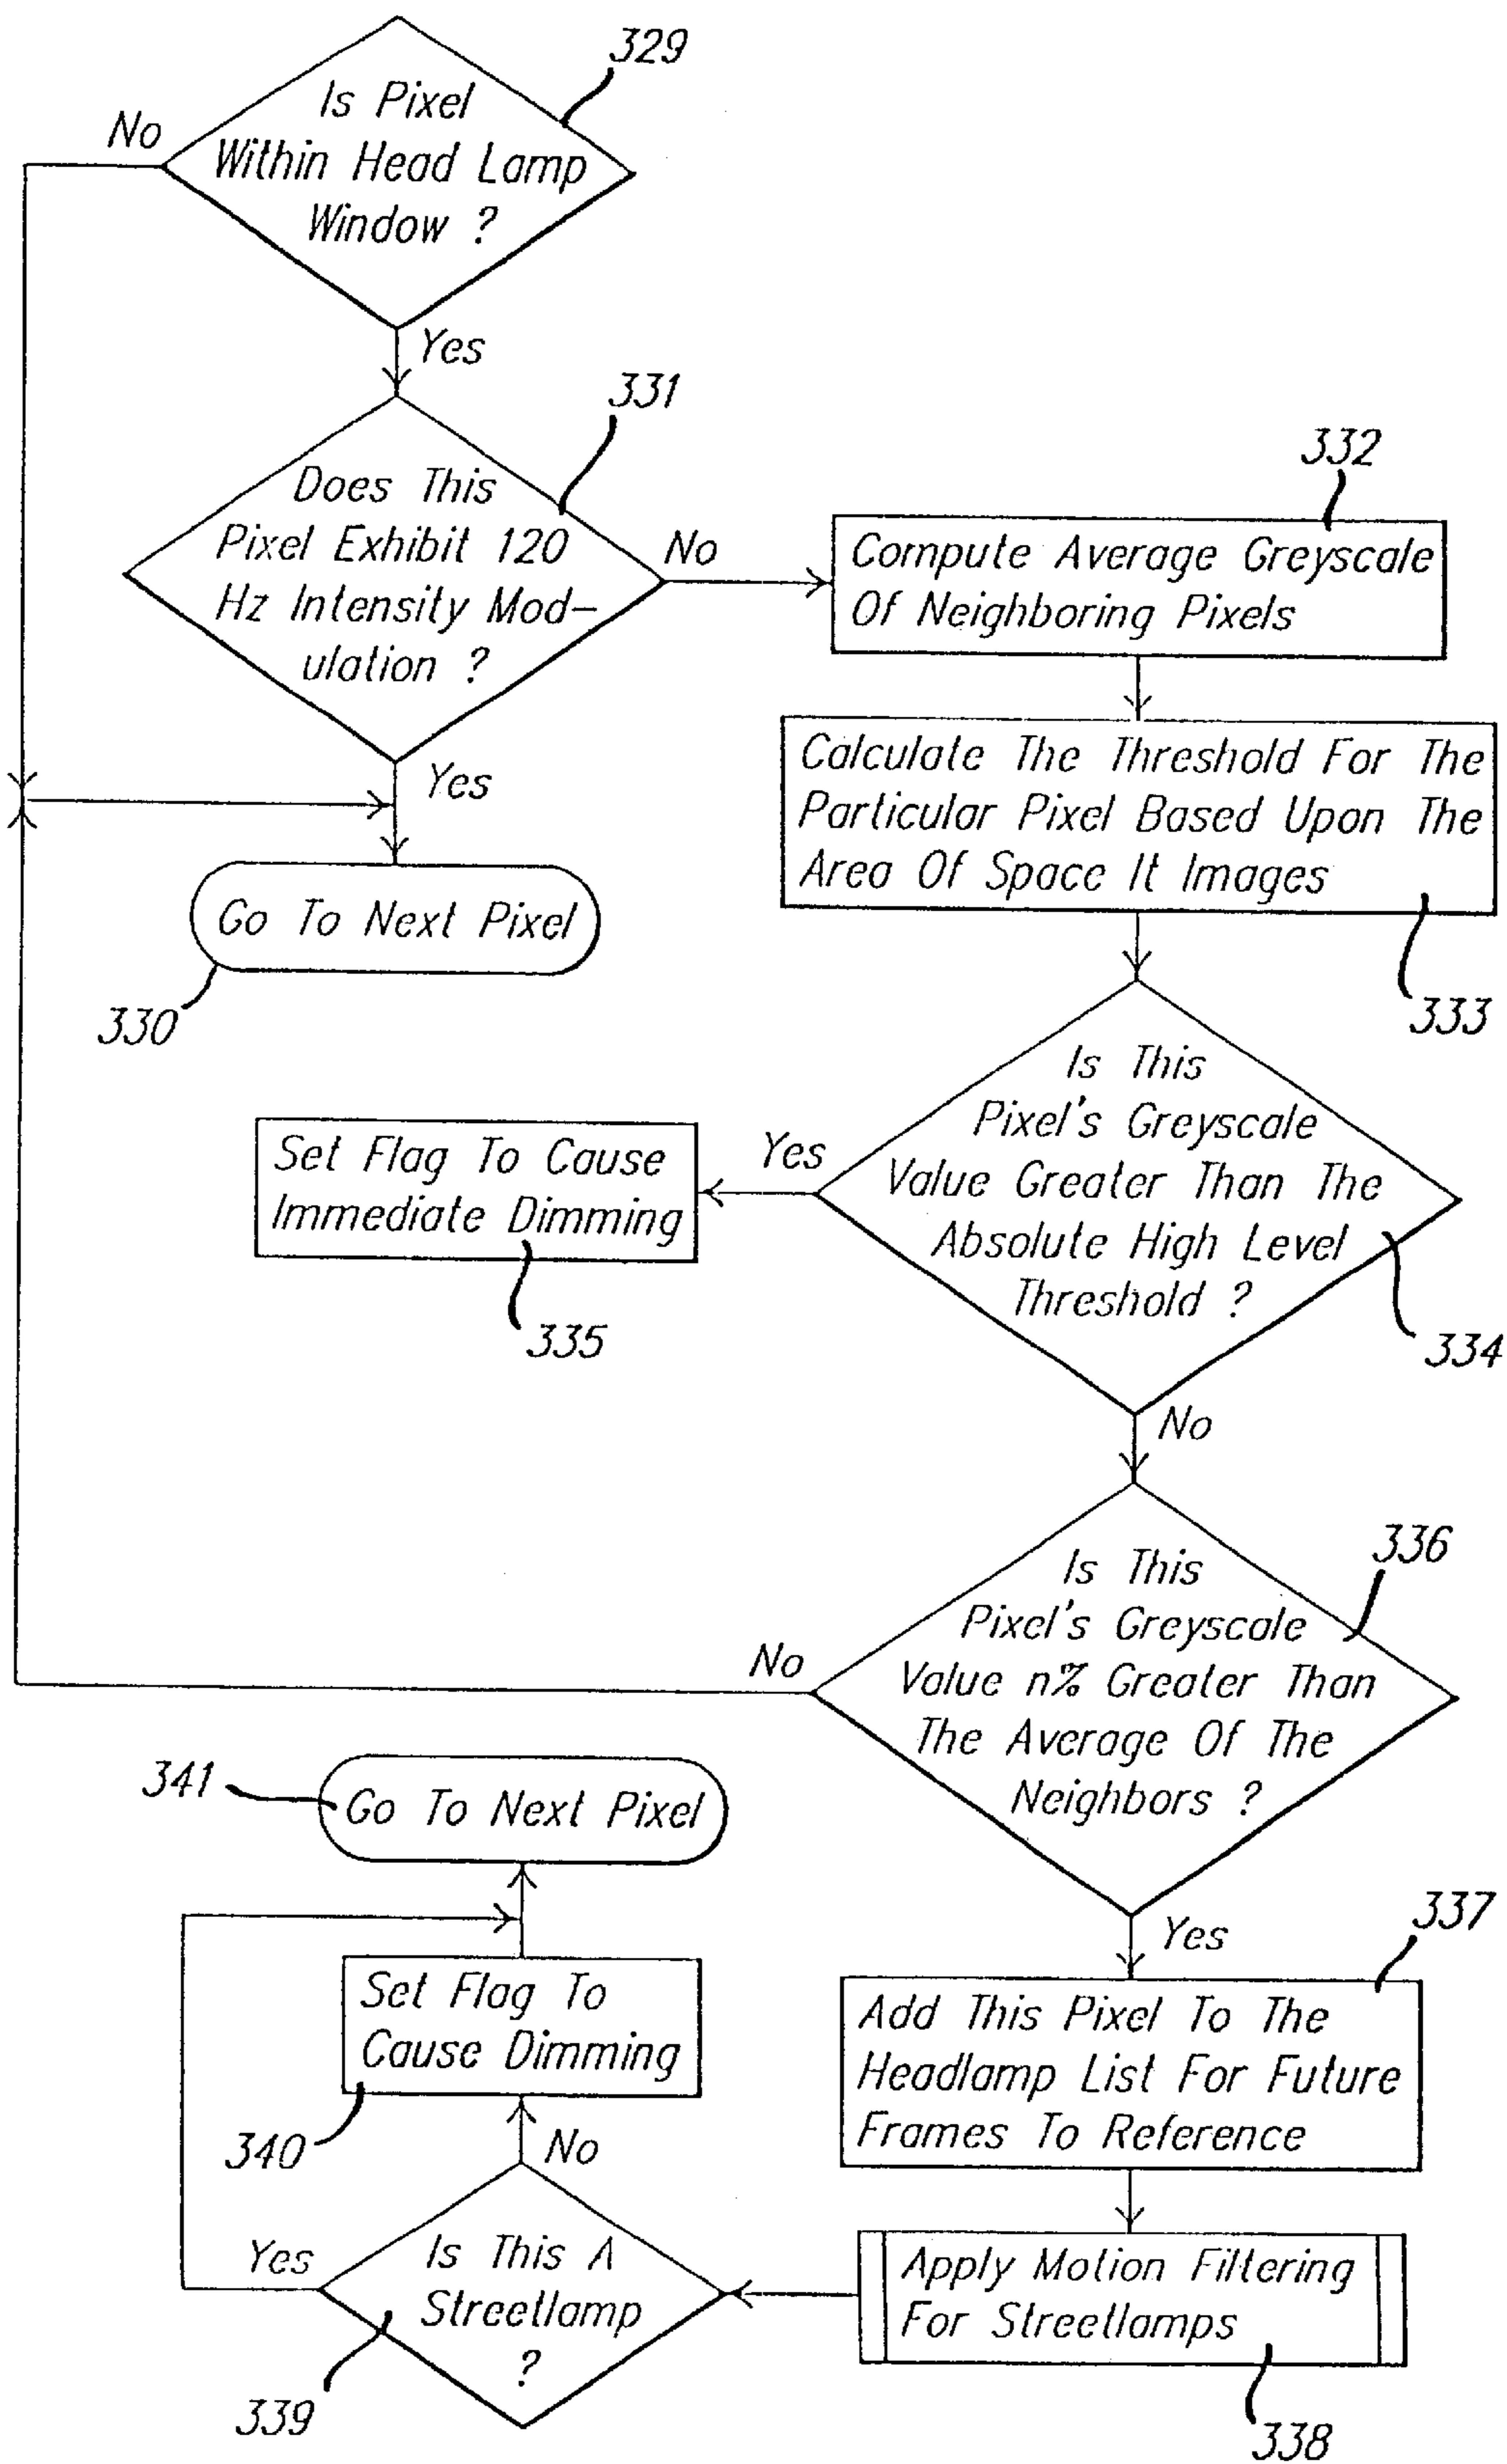 329
Is Pixel
Within Head Lamp
Window ?
No
Yes
331
Does This
Pixel Exhibit 120
Hz Intensity Mod-
ulation ?
No
Yes
332
Compute Average Greyscale
Of Neighboring Pixels
Calculate The Threshold For The
Particular Pixel Based Upon The
Area Of Space It Images
333
Go To Next Pixel
330
Is This
Pixel's Greyscale
Value Greater Than The
Absolute High Level
Threshold ?
334
Yes
Set Flag To Cause
Immediate Dimming
335
No
336
Is This
Pixel's Greyscale
Value n% Greater Than
The Average Of The
Neighbors ?
No
Yes
337
Add This Pixel To The
Headlamp List For Future
Frames To Reference
Apply Motion Filtering
For Streetlamps
338
Is This A
Streetlamp
?
339
Yes
No
Set Flag To
Cause Dimming
340
341
Go To Next Pixel